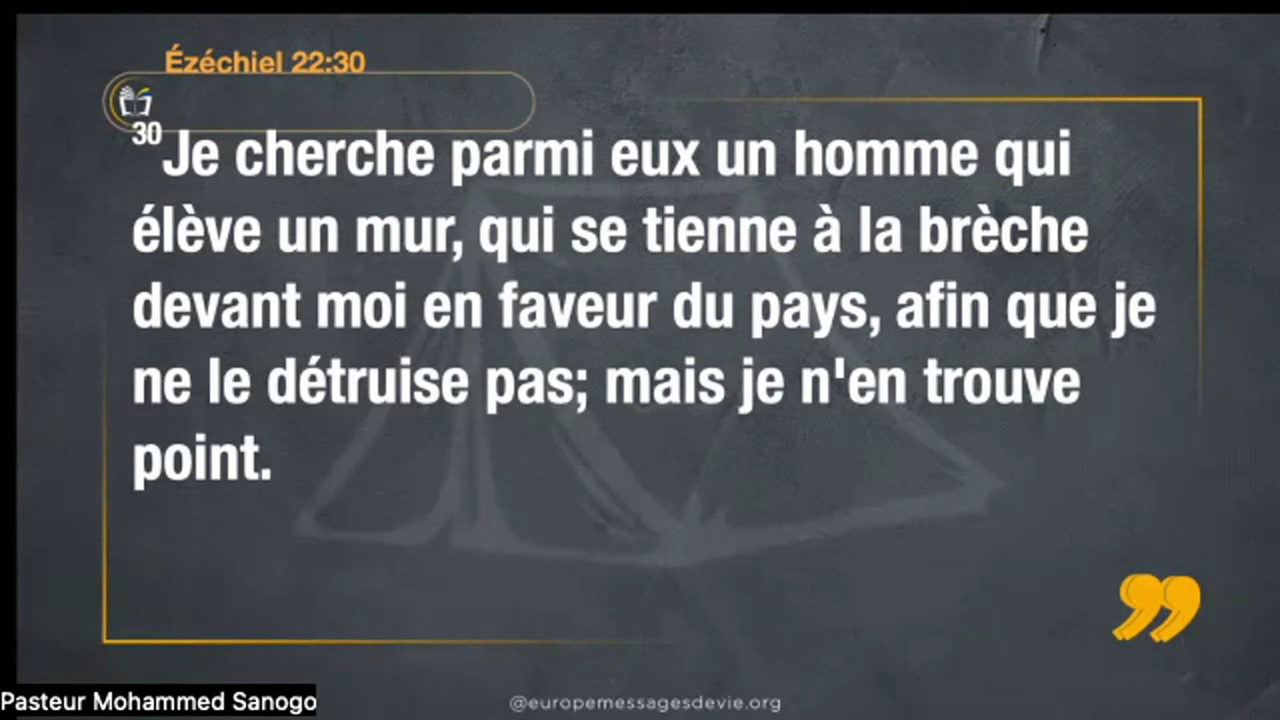 Ézéchiel 22:30
30 Je cherche parmi eux un homme qui
élève un mur, qui se tienne à la brèche
devant moi en faveur du pays, afin que je
ne le détruise pas; mais je n'en trouve
point.
Pasteur Mohammed Sanogo
@europemessagesdevie.org